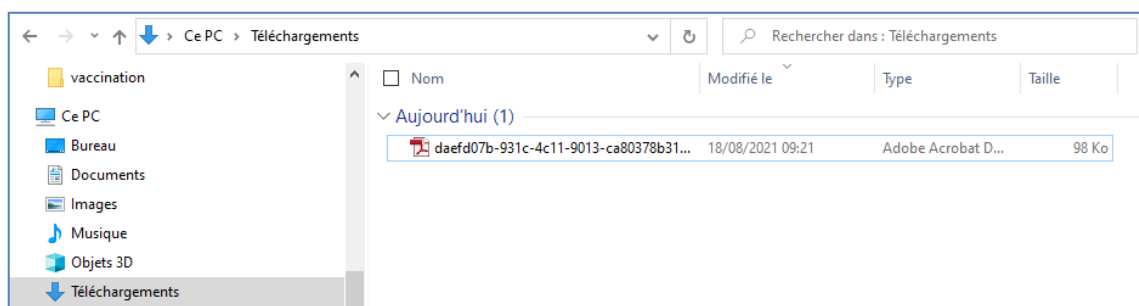 Ce PC › Téléchargements
Rechercher dans : Téléchargements
vaccination
Ce PC
Bureau
Documents
Images
Musique
Objets 3D
Téléchargements
Nom Modifié le Type Taille
Aujourd'hui (1)
daefd07b-931c-4c11-9013-ca80378b31... 18/08/2021 09:21 Adobe Acrobat D... 98 Ko